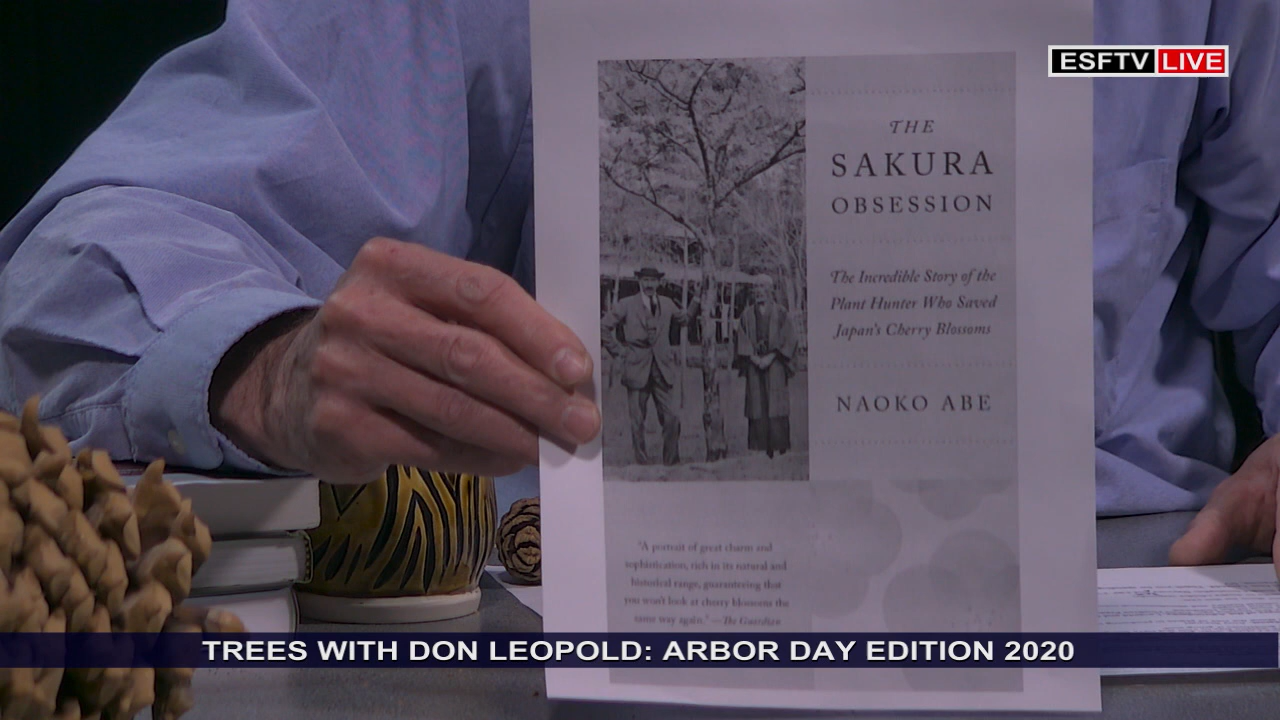 ESFTV LIVE
THE
SAKURA
OBSESSION
The Incredible Story of the
Plant Hunter Who Saved
Japan's Cherry Blossoms
NAOKO ABE
"A portrait of great charm and
sophistication, rich in its natural and
historical range, guaranteeing that
you won't look at cherry blossoms the
same way again." —The Guardian
TREES WITH DON LEOPOLD: ARBOR DAY EDITION 2020